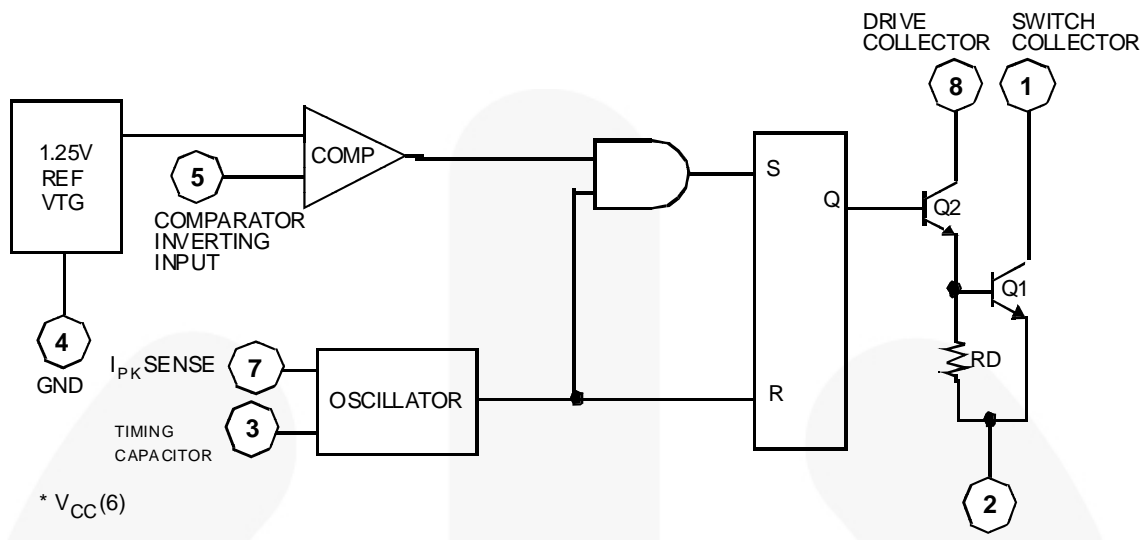 DRIVE
COLLECTOR
SWITCH
COLLECTOR
8
1
1.25V
REF
VTG
COMP
5
COMPARATOR
INVERTING
INPUT
S
Q
R
Q2
Q1
RD
4
GND
IPK SENSE
7
OSCILLATOR
3
TIMING
CAPACITOR
2
* VCC(6)